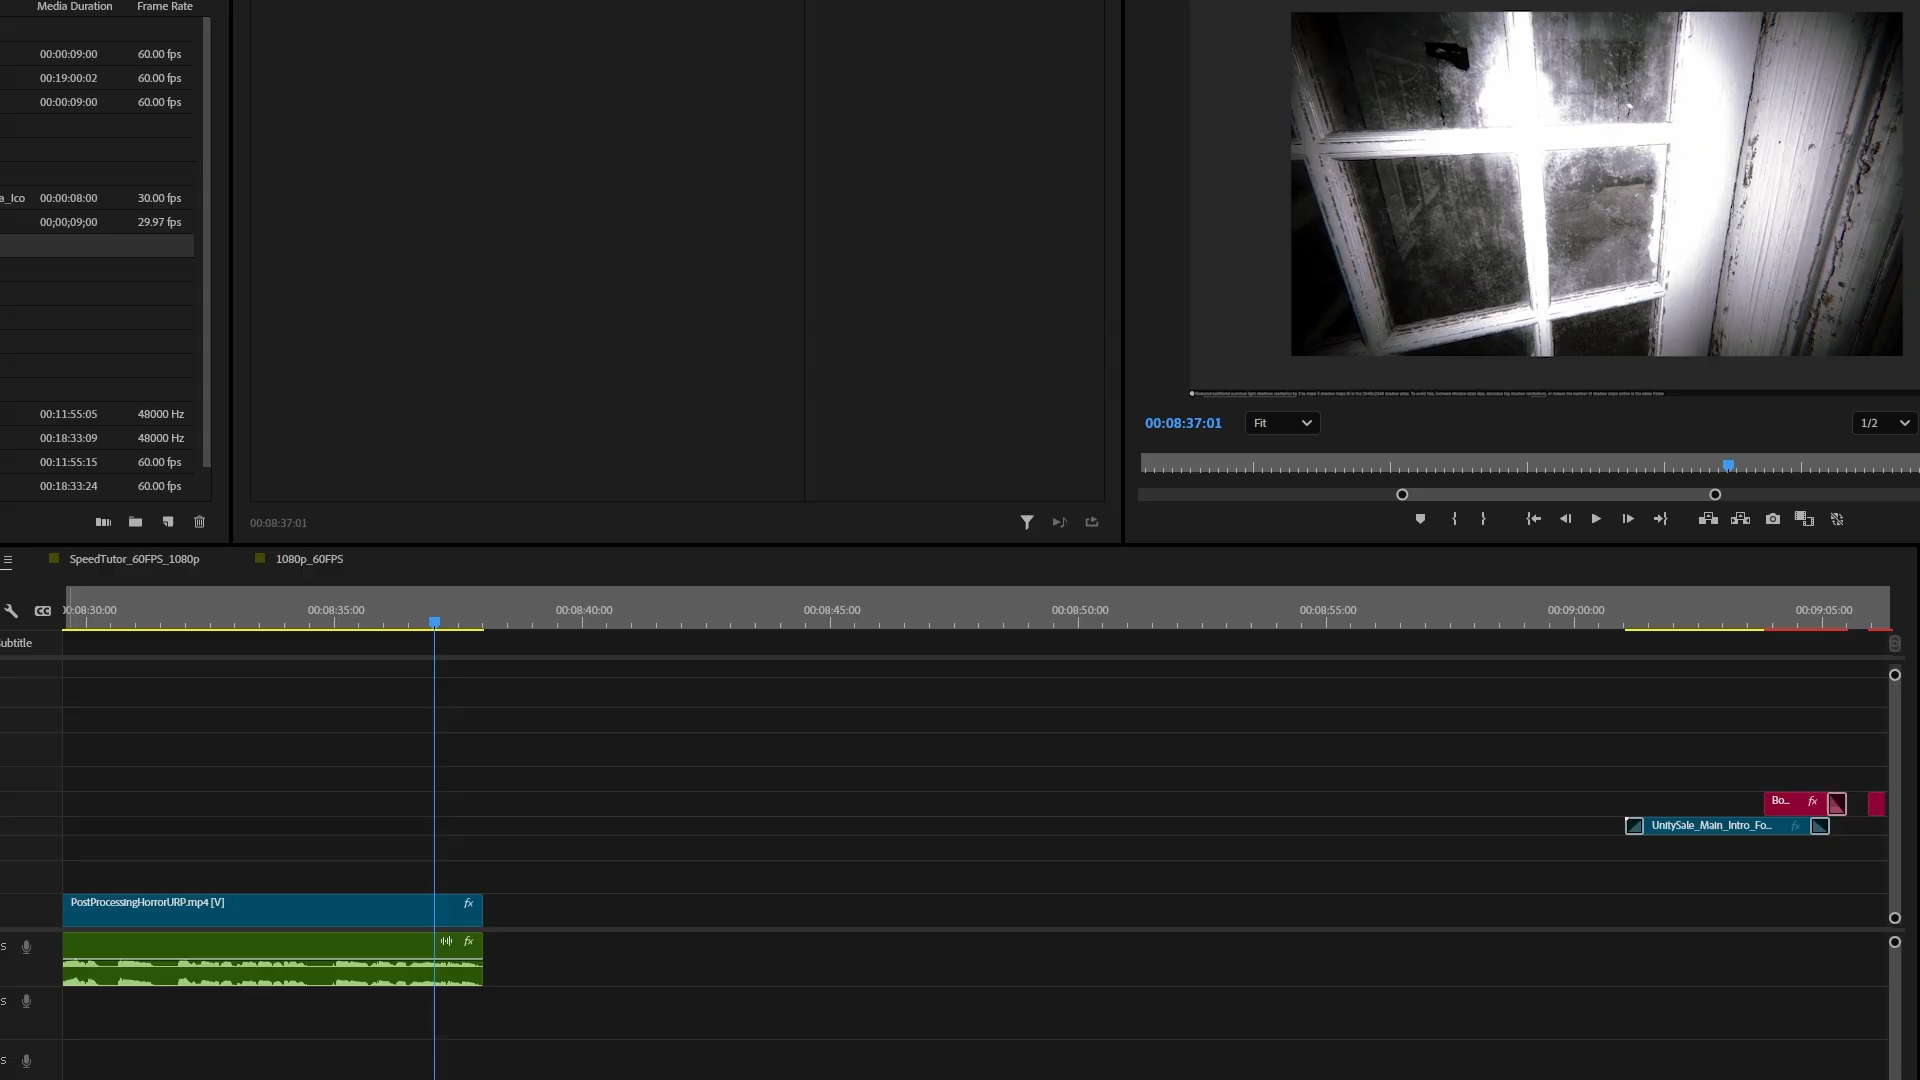 Media Duration Frame Rate
00:00:09:00 60.00 fps
00:19:00:02 60.00 fps
00:00:09:00 60.00 fps
a_Ico 00:00:08:00 30.00 fps
00;00;09;00 29.97 fps
00:11:55:05 48000 Hz
00:18:33:09 48000 Hz
00:11:55:15 60.00 fps
00:18:33:24 60.00 fps
00:08:37:01
00:08:37:01 Fit 1/2
SpeedTutor_60FPS_1080p 1080p_60FPS
CC
:08:30:00 00:08:35:00 00:08:40:00 00:08:45:00 00:08:50:00 00:08:55:00 00:09:00:00 00:09:05:00
ubtitle
Bo... fx
UnitySale_Main_Intro_Fo... fx
PostProcessingHorrorURP.mp4 [V] fx
S fx
S
S